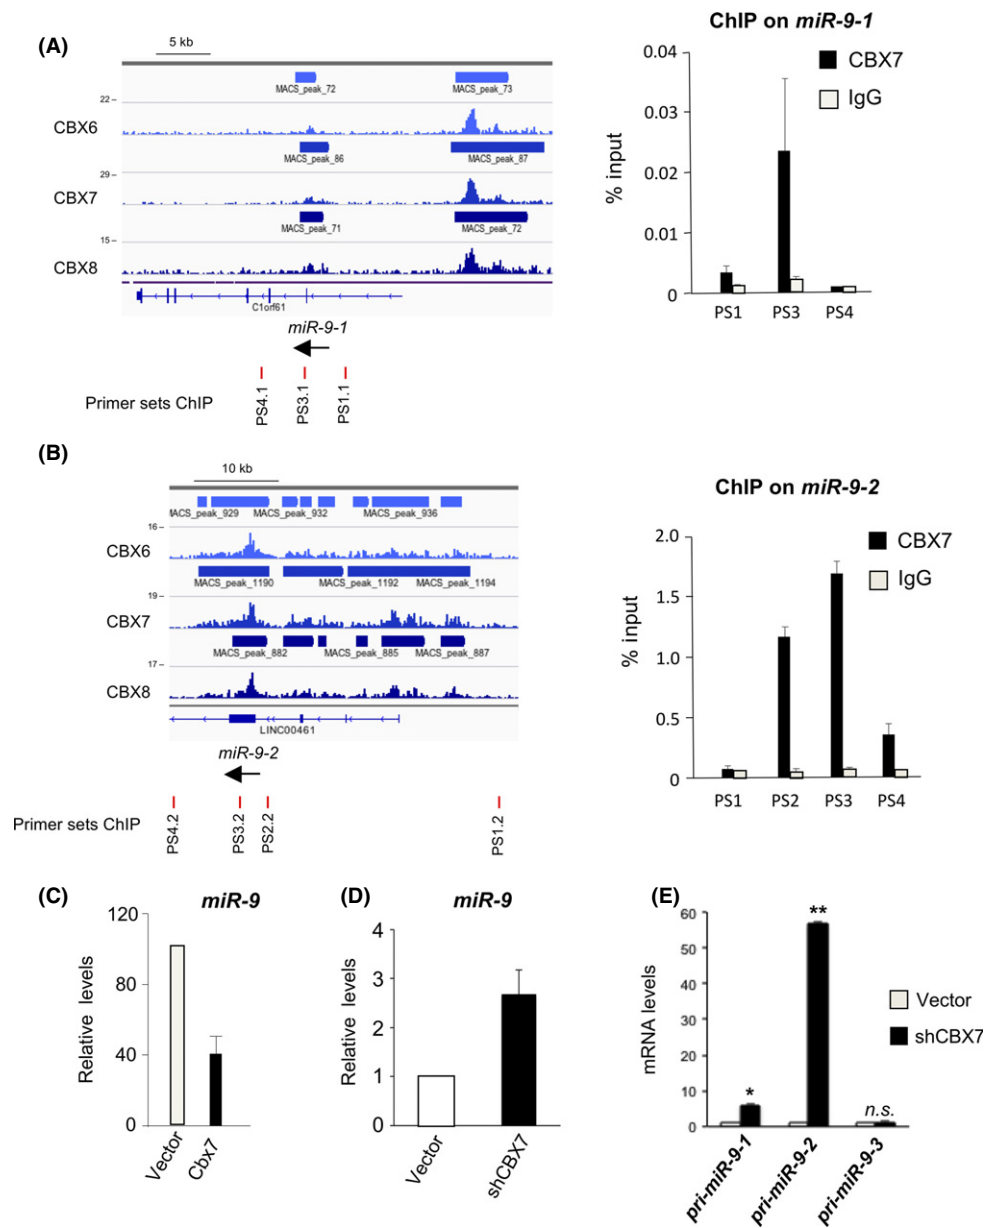 (A)
5 kb
MACS_peak_72 MACS_peak_73
22
CBX6
MACS_peak_86 MACS_peak_87
29
CBX7
MACS_peak_71 MACS_peak_72
15
CBX8
C1orf61
miR-9-1
Primer sets ChIP
PS4.1 PS3.1 PS1.1
ChIP on miR-9-1
CBX7
IgG
% input
0.04
0.03
0.02
0.01
0
PS1 PS3 PS4
(B)
10 kb
MACS_peak_929 MACS_peak_932 MACS_peak_936
16
CBX6
MACS_peak_1190 MACS_peak_1192 MACS_peak_1194
19
CBX7
MACS_peak_882 MACS_peak_885 MACS_peak_887
17
CBX8
LINC00461
miR-9-2
Primer sets ChIP
PS4.2 PS3.2 PS2.2 PS1.2
ChIP on miR-9-2
CBX7
IgG
% input
2.0
1.5
1.0
0.5
0
PS1 PS2 PS3 PS4
(C)
miR-9
Relative levels
120
80
40
0
Vector Cbx7
(D)
miR-9
Relative levels
4
3
2
1
0
Vector shCBX7
(E)
mRNA levels
60
50
40
30
20
10
0
*
**
n.s.
Vector
shCBX7
pri-miR-9-1 pri-miR-9-2 pri-miR-9-3